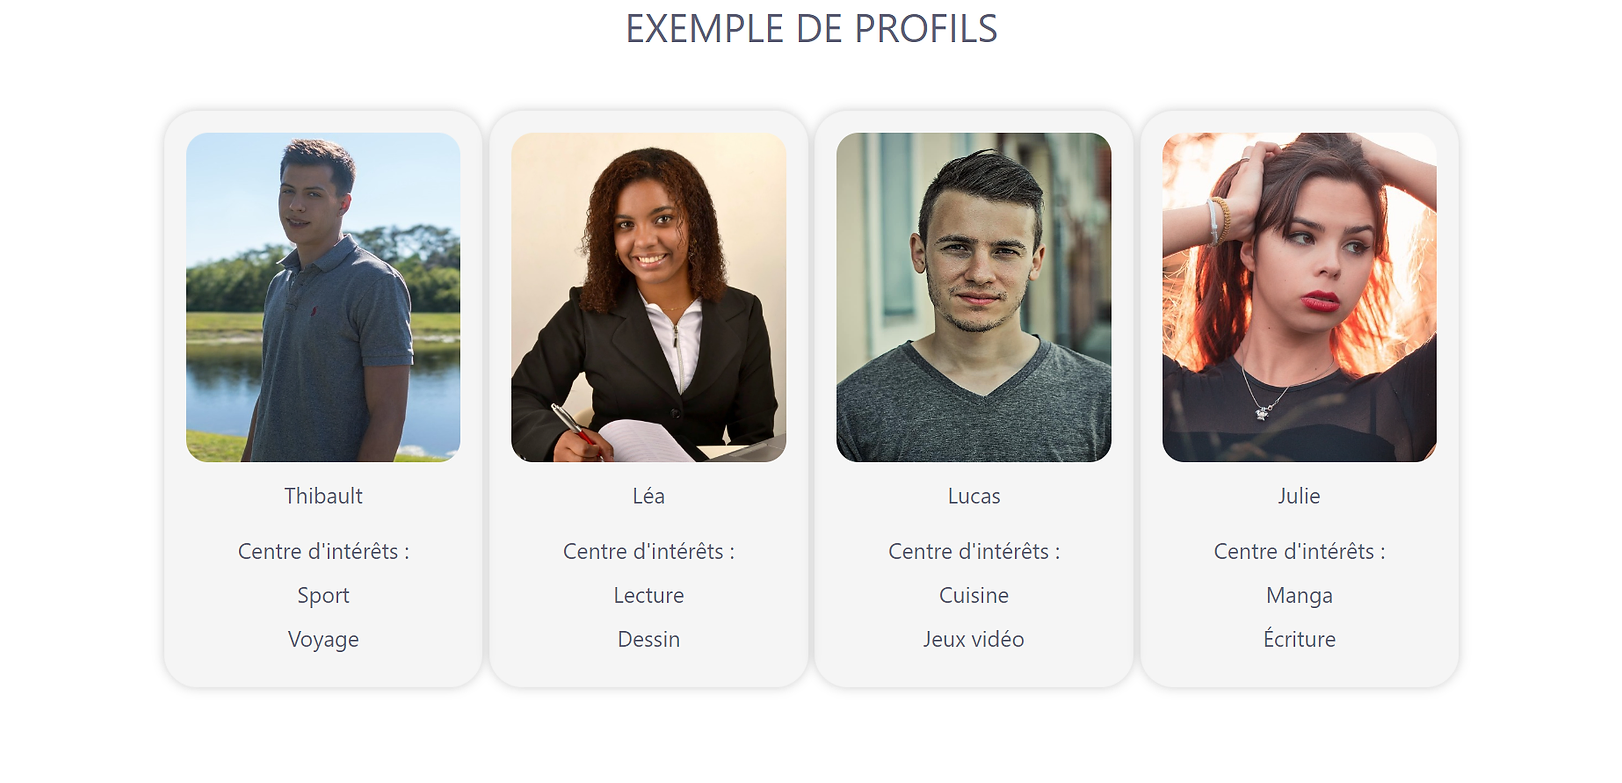 EXEMPLE DE PROFILS
Thibault
Centre d'intérêts :
Sport
Voyage
Léa
Centre d'intérêts :
Lecture
Dessin
Lucas
Centre d'intérêts :
Cuisine
Jeux vidéo
Julie
Centre d'intérêts :
Manga
Écriture